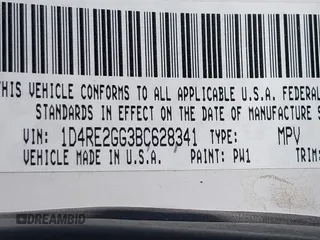 THIS VEHICLE CONFORMS TO ALL APPLICABLE U.S.A. FEDERAL
STANDARDS IN EFFECT ON THE DATE OF MANUFACTURE S
VIN: 1D4RE2GG3BC628341 TYPE: MPV
VEHICLE MADE IN U.S.A. PAINT: PW1 TRIM:
DREAMBID